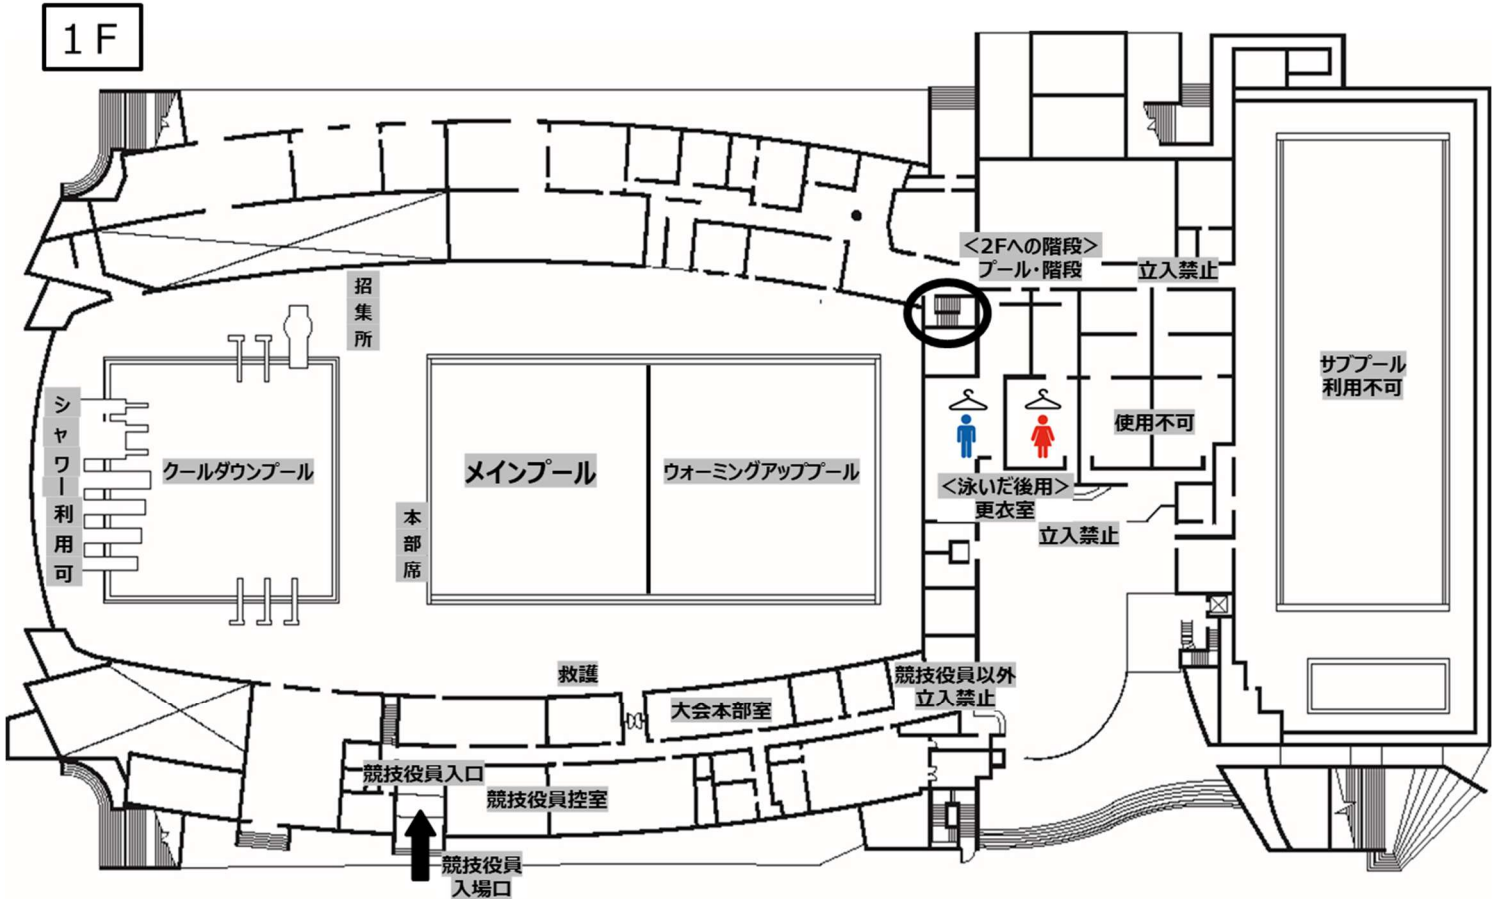 1F
<2Fへの階段>
プール・階段
立入禁止
招集所
サブプール
利用不可
シャワー利用可
クールダウンプール
メインプール
ウォーミングアッププール
使用不可
<泳いだ後用>
更衣室
本部席
立入禁止
救護
競技役員以外
立入禁止
大会本部室
競技役員入口
競技役員控室
競技役員
入場口